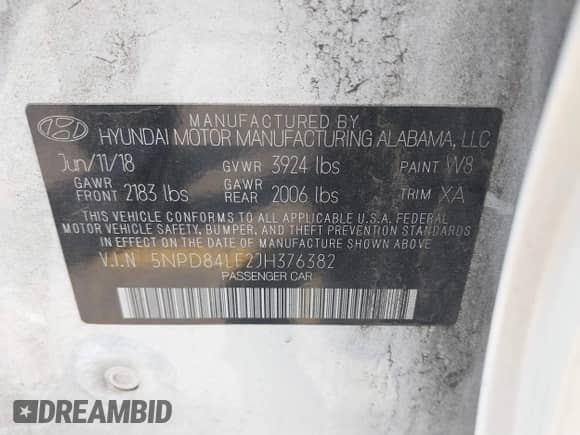 MANUFACTURED BY
HYUNDAI MOTOR MANUFACTURING ALABAMA, LLC
Jun/11/18 GVWR 3924 lbs PAINT W8
GAWR FRONT 2183 lbs GAWR REAR 2006 lbs TRIM XA
THIS VEHICLE CONFORMS TO ALL APPLICABLE U.S.A. FEDERAL
MOTOR VEHICLE SAFETY, BUMPER, AND THEFT PREVENTION STANDARDS
IN EFFECT ON THE DATE OF MANUFACTURE SHOWN ABOVE.
V.I.N 5NPD84LF2JH376382
PASSENGER CAR
DREAMBID